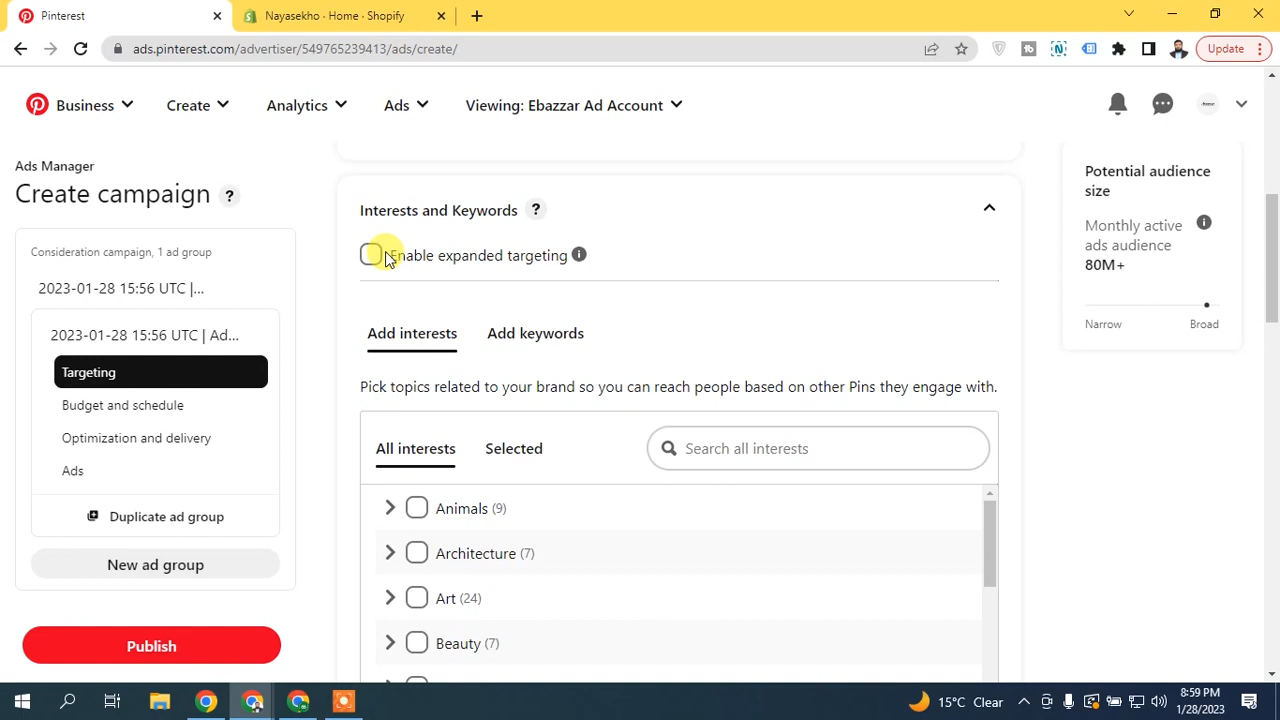 Pinterest
Nayasekho · Home · Shopify
ads.pinterest.com/advertiser/549765239413/ads/create/
Update
Business
Create
Analytics
Ads
Viewing: Ebazzar Ad Account
Ads Manager
Create campaign ?
Consideration campaign, 1 ad group
2023-01-28 15:56 UTC |...
2023-01-28 15:56 UTC | Ad...
Targeting
Budget and schedule
Optimization and delivery
Ads
Duplicate ad group
New ad group
Publish
Interests and Keywords ?
Enable expanded targeting
Add interests
Add keywords
Pick topics related to your brand so you can reach people based on other Pins they engage with.
All interests
Selected
Search all interests
Animals (9)
Architecture (7)
Art (24)
Beauty (7)
Potential audience
size
Monthly active
ads audience
80M+
Narrow
Broad
15°C Clear
8:59 PM
1/28/2023